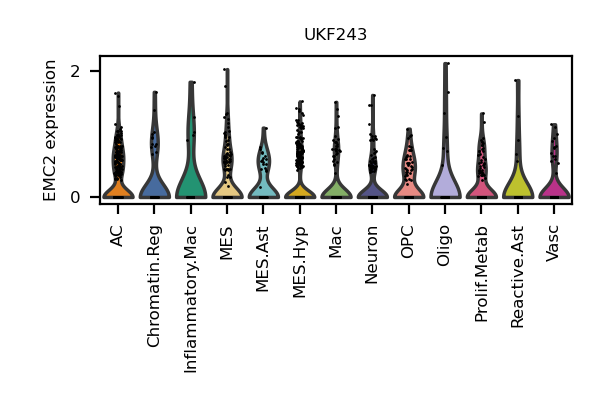 UKF243
EMC2 expression
2
0
AC
Chromatin.Reg
Inflammatory.Mac
MES
MES.Ast
MES.Hyp
Mac
Neuron
OPC
Oligo
Prolif.Metab
Reactive.Ast
Vasc